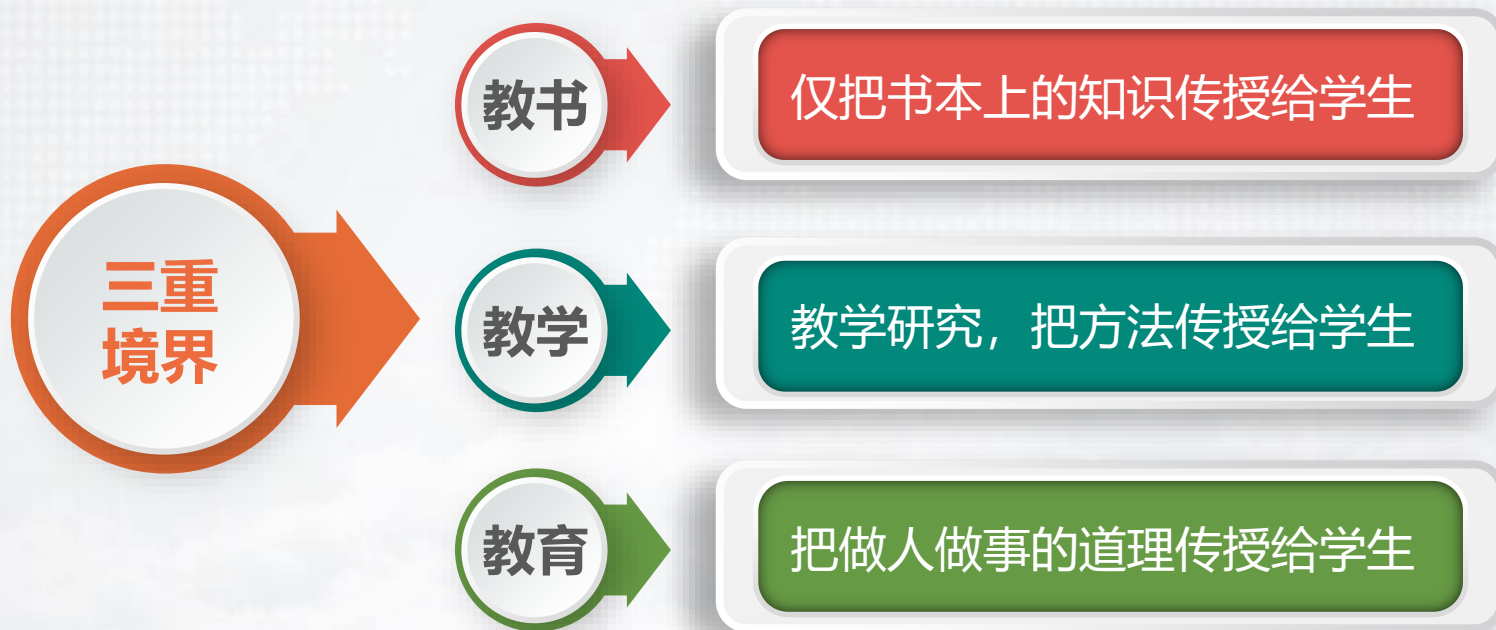 三重
境界
教书
仅把书本上的知识传授给学生
教学
教学研究，把方法传授给学生
教育
把做人做事的道理传授给学生